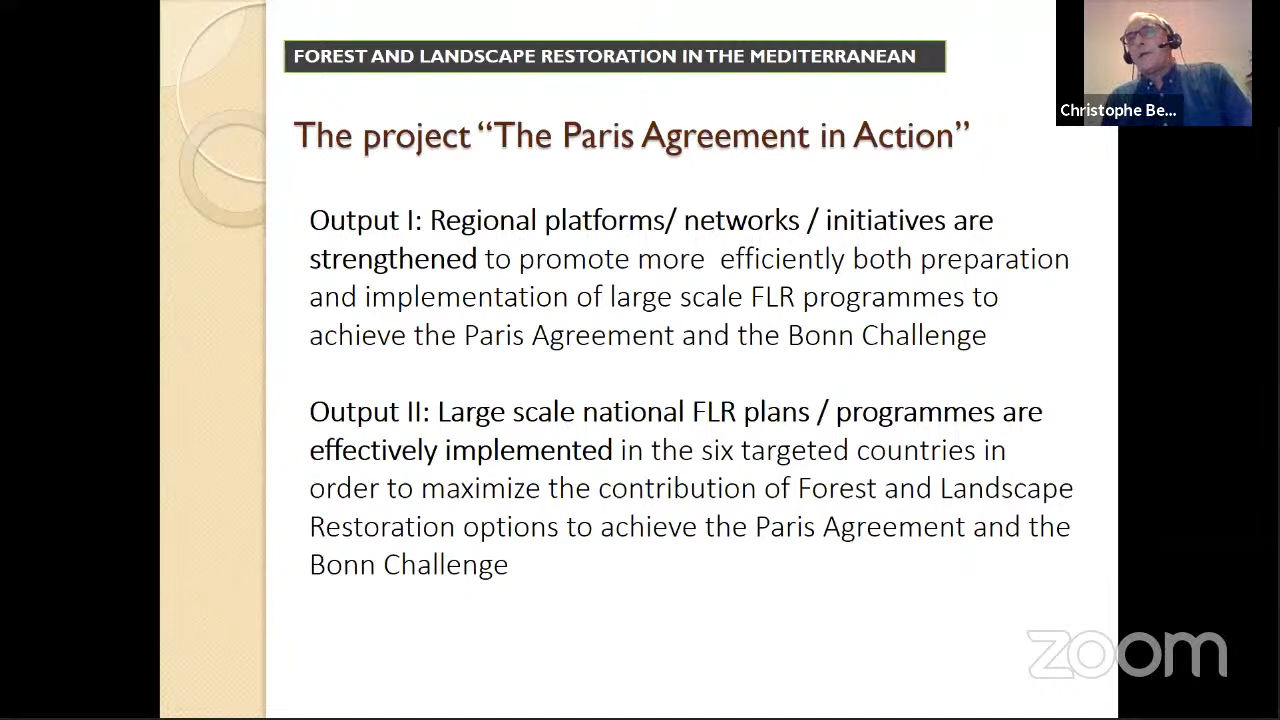 FOREST AND LANDSCAPE RESTORATION IN THE MEDITERRANEAN
Christophe Be...
The project “The Paris Agreement in Action”
Output I: Regional platforms/ networks / initiatives are
strengthened to promote more efficiently both preparation
and implementation of large scale FLR programmes to
achieve the Paris Agreement and the Bonn Challenge
Output II: Large scale national FLR plans / programmes are
effectively implemented in the six targeted countries in
order to maximize the contribution of Forest and Landscape
Restoration options to achieve the Paris Agreement and the
Bonn Challenge
zoom